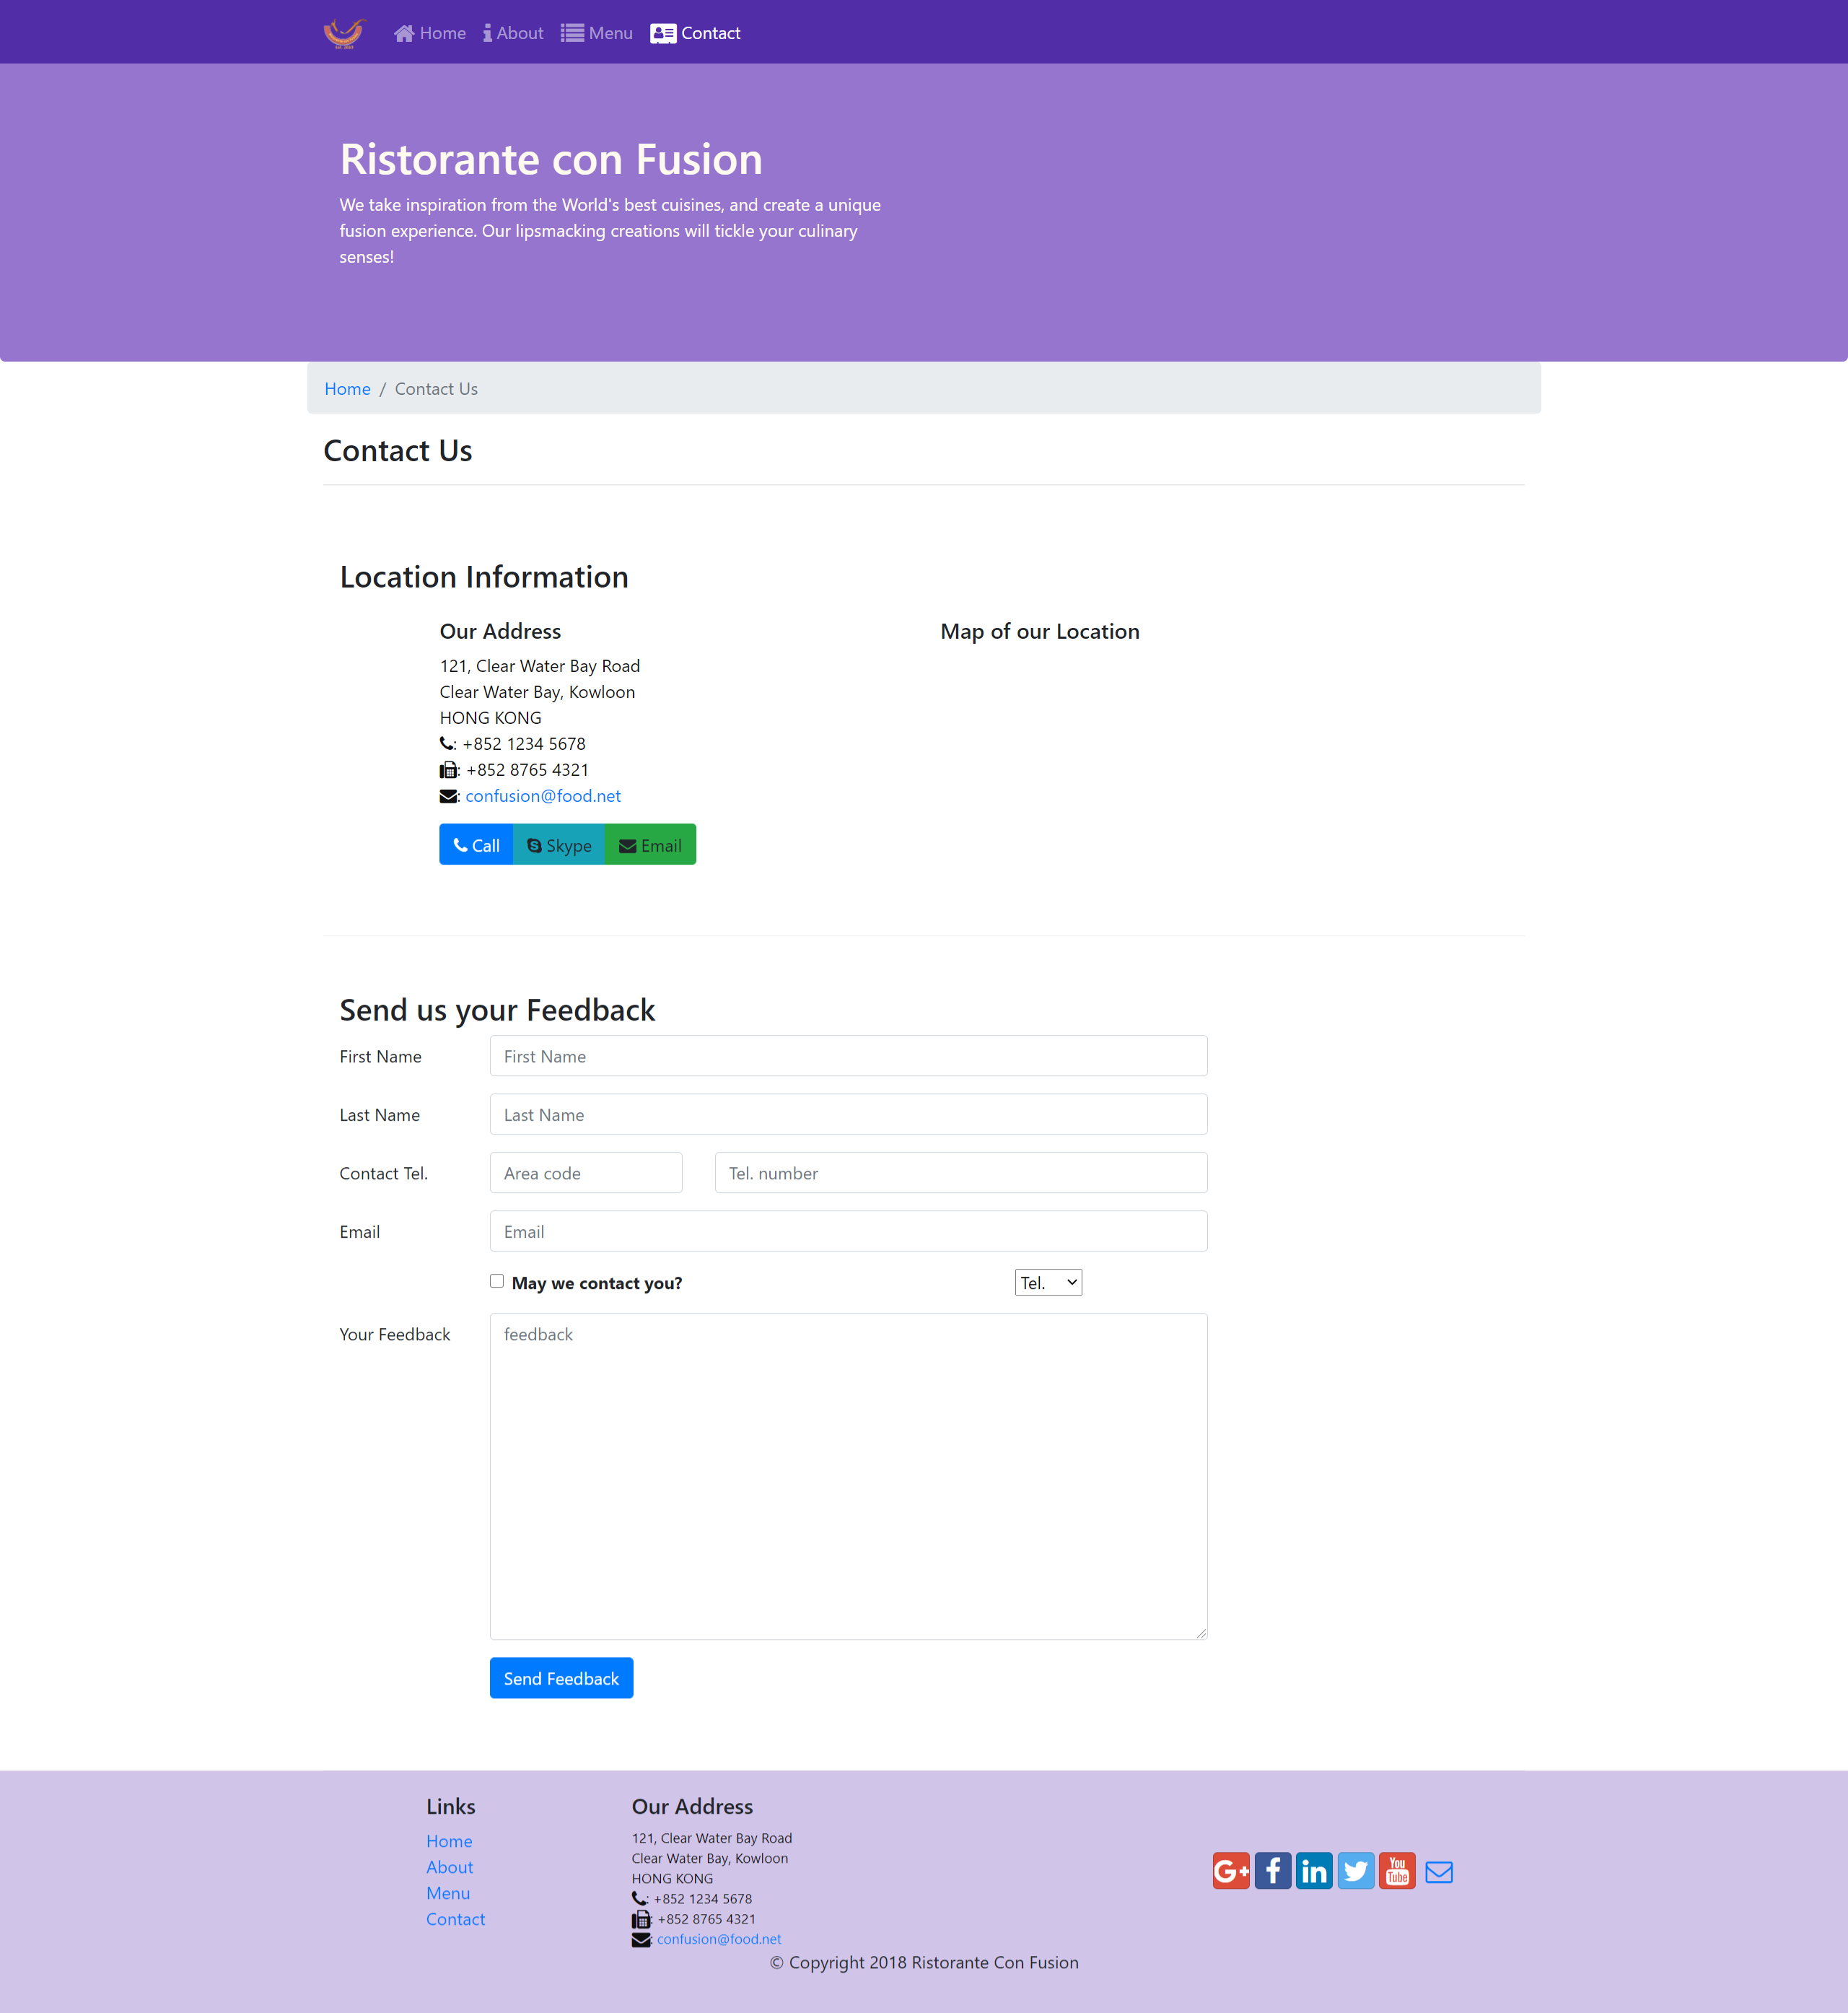 Home About Menu Contact
Ristorante con Fusion
We take inspiration from the World's best cuisines, and create a unique
fusion experience. Our lipsmacking creations will tickle your culinary
senses!
Home / Contact Us
Contact Us
Location Information
Our Address
121, Clear Water Bay Road
Clear Water Bay, Kowloon
HONG KONG
: +852 1234 5678
: +852 8765 4321
: confusion@food.net
Call Skype Email
Map of our Location
Send us your Feedback
First Name First Name
Last Name Last Name
Contact Tel. Area code Tel. number
Email Email
May we contact you? Tel.
Your Feedback feedback
Send Feedback
Links
Home
About
Menu
Contact
Our Address
121, Clear Water Bay Road
Clear Water Bay, Kowloon
HONG KONG
: +852 1234 5678
: +852 8765 4321
: confusion@food.net
G+ f in You Tube
© Copyright 2018 Ristorante Con Fusion